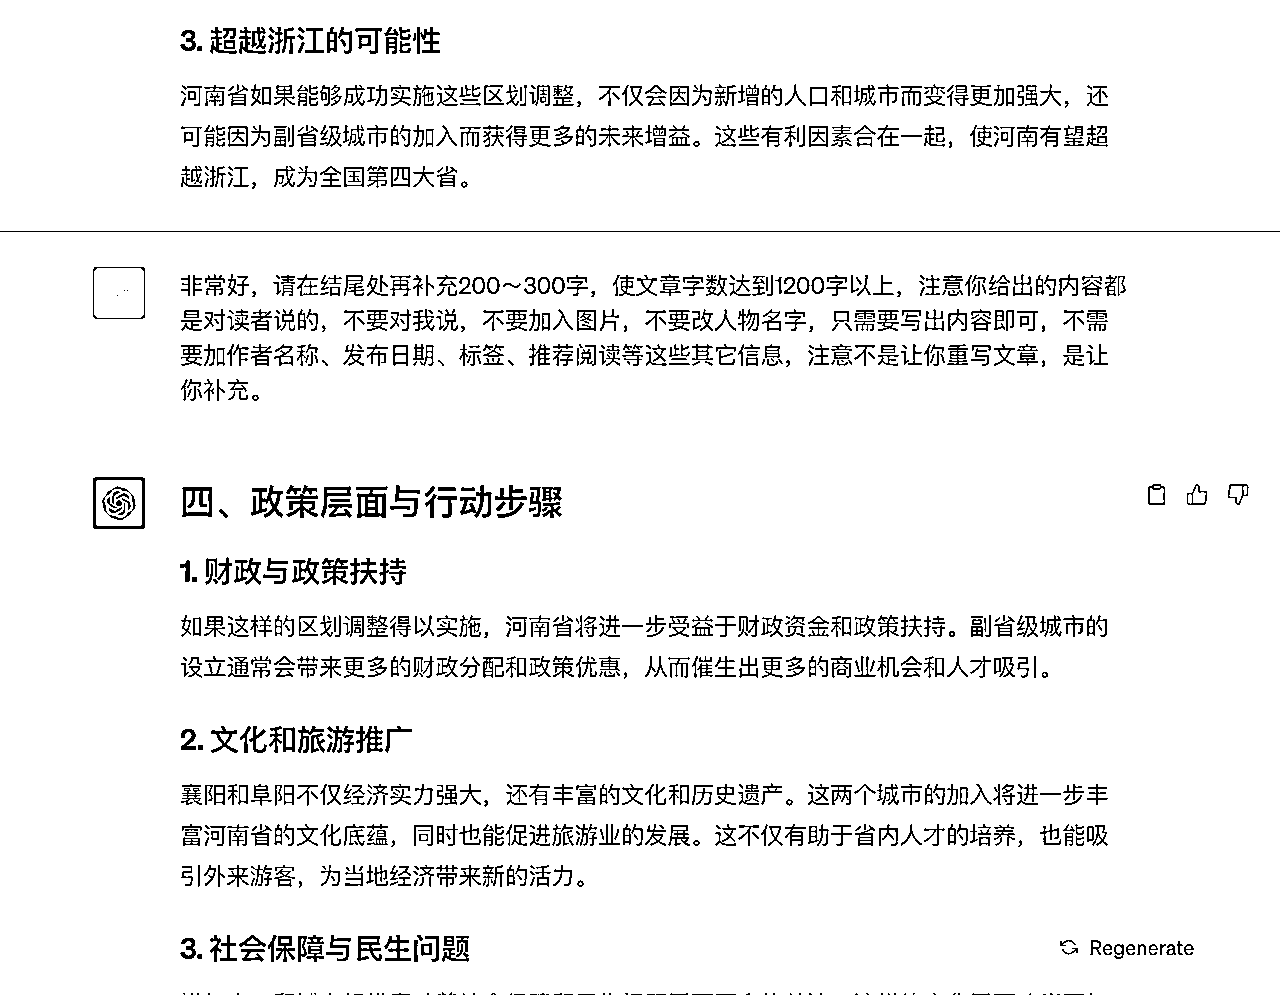 3. 超越浙江的可能性
河南省如果能够成功实施这些区划调整，不仅会因为新增的人口和城市而变得更加强大，还
可能因为副省级城市的加入而获得更多的未来增益。这些有利因素合在一起，使河南有望超
越浙江，成为全国第四大省。
非常好，请在结尾处再补充200～300字，使文章字数达到1200字以上，注意你给出的内容都
是对读者说的，不要对我说，不要加入图片，不要改人物名字，只需要写出内容即可，不需
要加作者名称、发布日期、标签、推荐阅读等这些其它信息，注意不是让你重写文章，是让
你补充。
四、政策层面与行动步骤
1. 财政与政策扶持
如果这样的区划调整得以实施，河南省将进一步受益于财政资金和政策扶持。副省级城市的
设立通常会带来更多的财政分配和政策优惠，从而催生出更多的商业机会和人才吸引。
2. 文化和旅游推广
襄阳和阜阳不仅经济实力强大，还有丰富的文化和历史遗产。这两个城市的加入将进一步丰
富河南省的文化底蕴，同时也能促进旅游业的发展。这不仅有助于省内人才的培养，也能吸
引外来游客，为当地经济带来新的活力。
3. 社会保障与民生问题
Regenerate